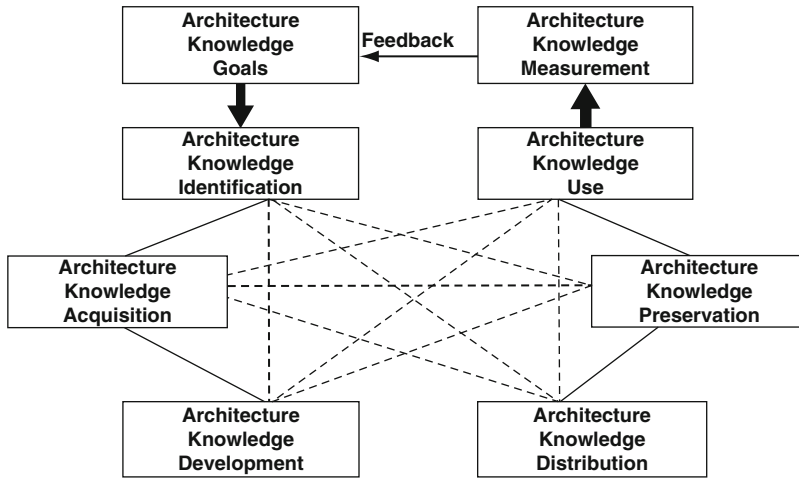 Architecture
Knowledge
Goals
Feedback
Architecture
Knowledge
Measurement
Architecture
Knowledge
Identification
Architecture
Knowledge
Use
Architecture
Knowledge
Acquisition
Architecture
Knowledge
Preservation
Architecture
Knowledge
Development
Architecture
Knowledge
Distribution